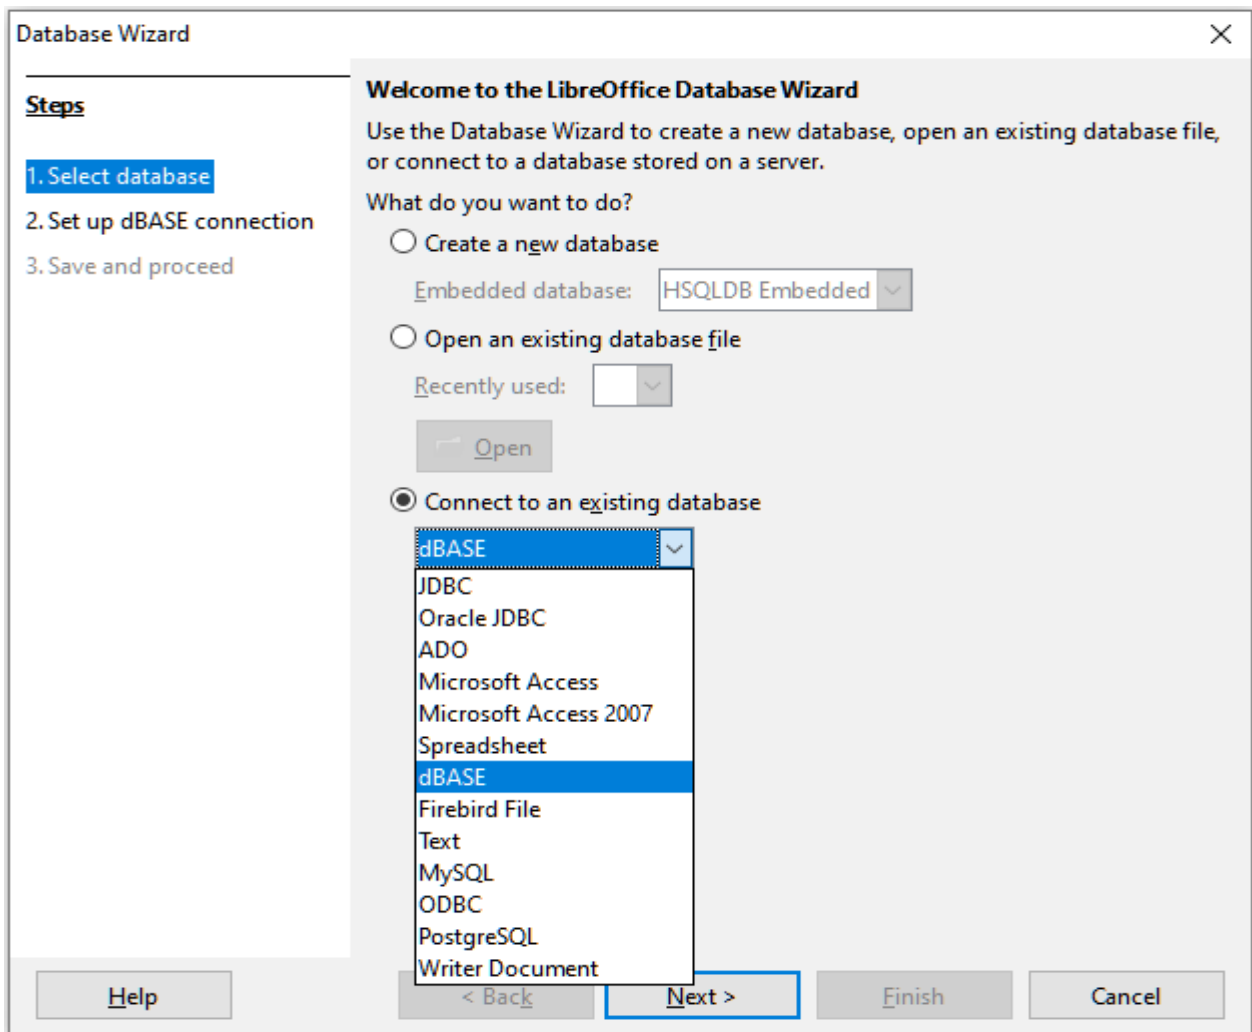 Database Wizard
Steps
1. Select database
2. Set up dBASE connection
3. Save and proceed
Welcome to the LibreOffice Database Wizard
Use the Database Wizard to create a new database, open an existing database file,
or connect to a database stored on a server.
What do you want to do?
Create a new database
Embedded database: HSQLDB Embedded
Open an existing database file
Recently used:
Open
Connect to an existing database
dBASE
JDBC
Oracle JDBC
ADO
Microsoft Access
Microsoft Access 2007
Spreadsheet
dBASE
Firebird File
Text
MySQL
ODBC
PostgreSQL
Writer Document
Help < Back Next > Finish Cancel